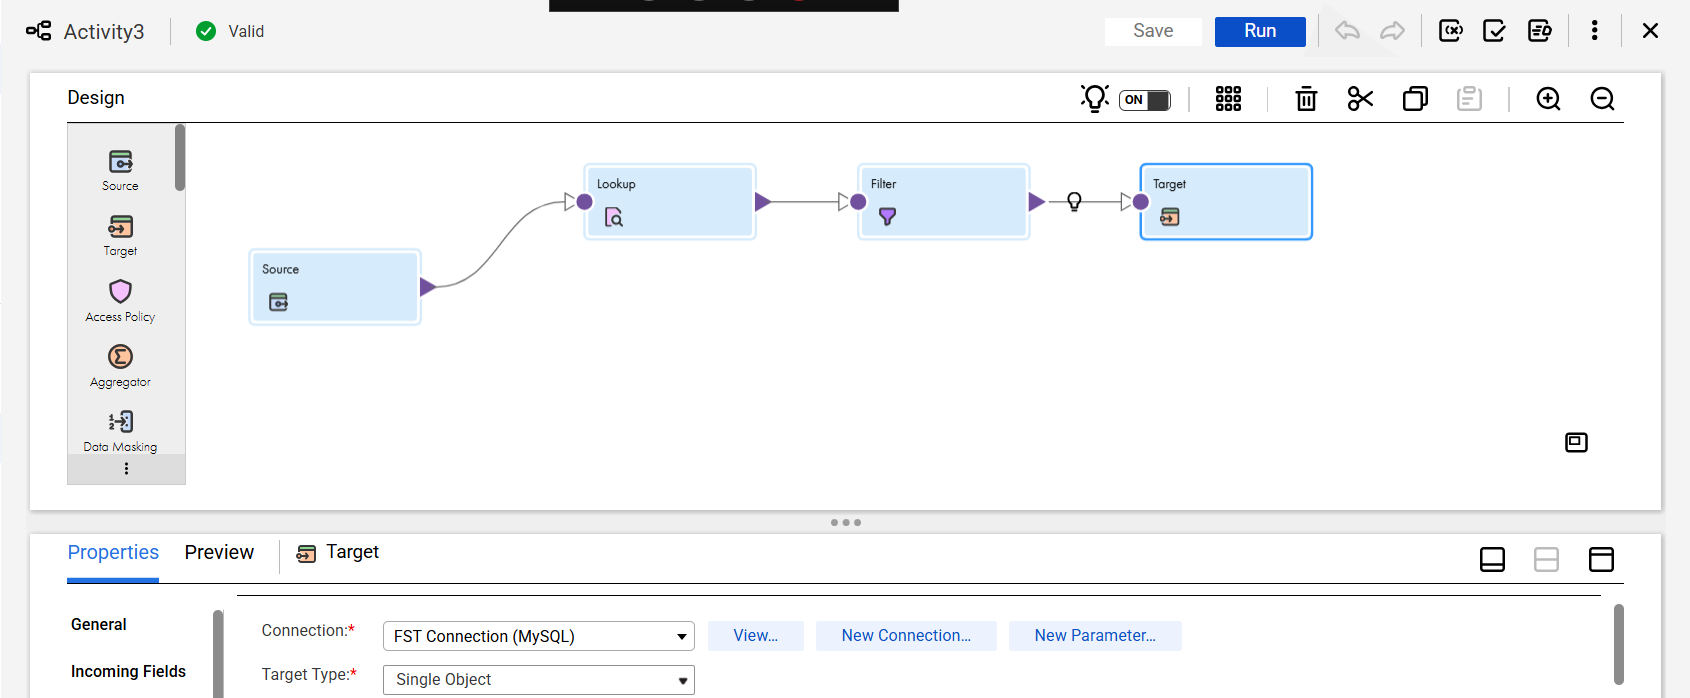 Activity3
Valid
Save
Run
Design
ON
Source
Target
Access Policy
Aggregator
Data Masking
Source
Lookup
Filter
Target
Properties
Preview
Target
General
Incoming Fields
Connection:*
FST Connection (MySQL)
View...
New Connection...
New Parameter...
Target Type:*
Single Object